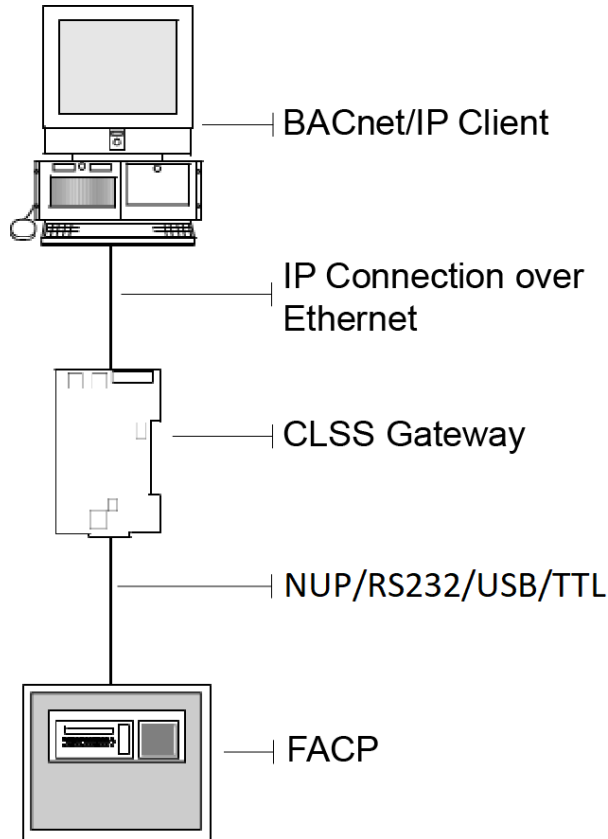 BACnet/IP Client
IP Connection over
Ethernet
CLSS Gateway
NUP/RS232/USB/TTL
FACP